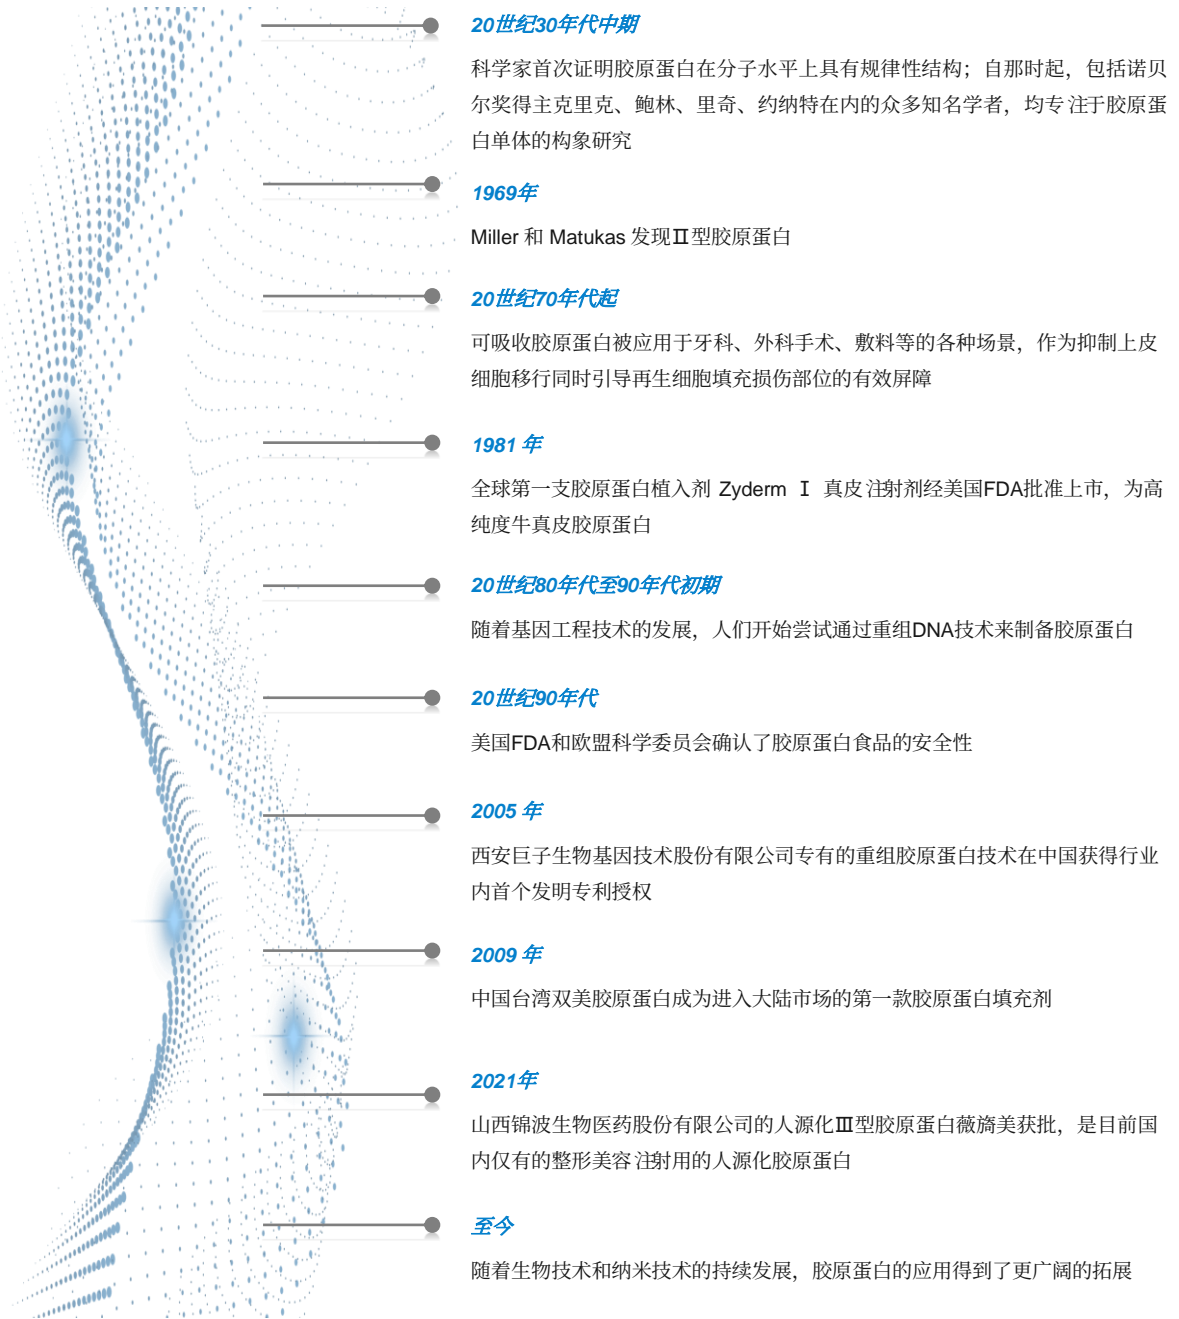 20世纪30年代中期
科学家首次证明胶原蛋白在分子水平上具有规律性结构；自那时起，包括诺贝
尔奖得主克里克、鲍林、里奇、约纳特在内的众多知名学者，均专注于胶原蛋
白单体的构象研究
1969年
Miller 和 Matukas 发现Ⅱ型胶原蛋白
20世纪70年代起
可吸收胶原蛋白被应用于牙科、外科手术、敷料等的各种场景，作为抑制上皮
细胞移行同时引导再生细胞填充损伤部位的有效屏障
1981 年
全球第一支胶原蛋白植入剂 Zyderm Ⅰ 真皮注射剂经美国FDA批准上市，为高
纯度牛真皮胶原蛋白
20世纪80年代至90年代初期
随着基因工程技术的发展，人们开始尝试通过重组DNA技术来制备胶原蛋白
20世纪90年代
美国FDA和欧盟科学委员会确认了胶原蛋白食品的安全性
2005 年
西安巨子生物基因技术股份有限公司专有的重组胶原蛋白技术在中国获得行业
内首个发明专利授权
2009 年
中国台湾双美胶原蛋白成为进入大陆市场的第一款胶原蛋白填充剂
2021年
山西锦波生物医药股份有限公司的人源化Ⅲ型胶原蛋白薇旖美获批，是目前国
内仅有的整形美容注射用的人源化胶原蛋白
至今
随着生物技术和纳米技术的持续发展，胶原蛋白的应用得到了更广阔的拓展